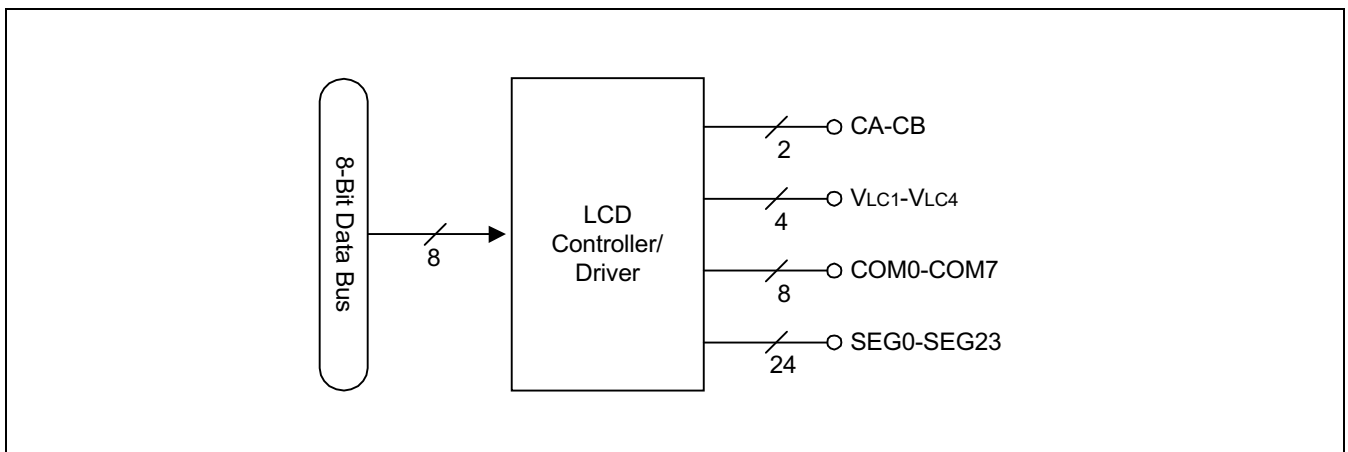 8-Bit Data Bus
8
LCD
Controller/
Driver
CA-CB
2
VLC1-VLC4
4
COM0-COM7
8
SEG0-SEG23
24